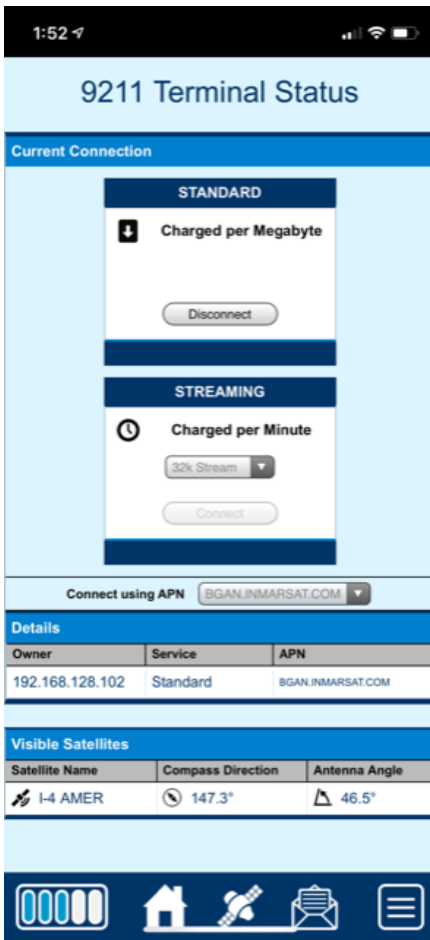 1:52
9211 Terminal Status
Current Connection
STANDARD
Charged per Megabyte
Disconnect
STREAMING
Charged per Minute
32k Stream
Connect
Connect using APN BGAN.INMARSAT.COM
Details
Owner Service APN
192.168.128.102 Standard BGAN.INMARSAT.COM
Visible Satellites
Satellite Name Compass Direction Antenna Angle
I-4 AMER 147.3° 46.5°